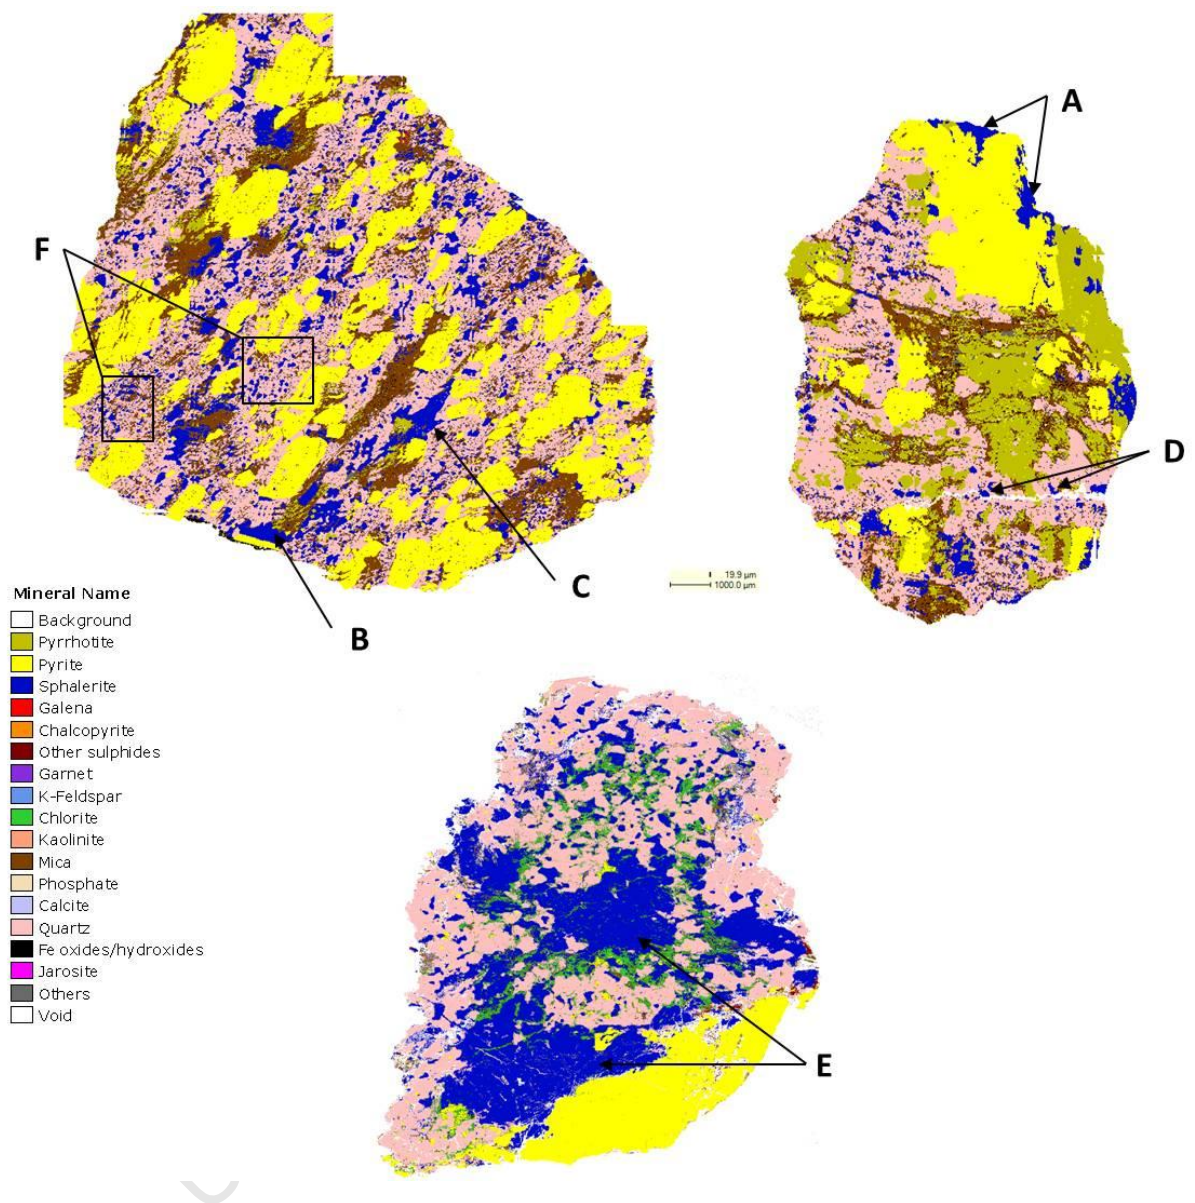 A
F
D
19.9 µm
1000.0 µm
C
B
Mineral Name
Background
Pyrrhotite
Pyrite
Sphalerite
Galena
Chalcopyrite
Other sulphides
Garnet
K-Feldspar
Chlorite
Kaolinite
Mica
Phosphate
Calcite
Quartz
Fe oxides/hydroxides
Jarosite
Others
Void
E